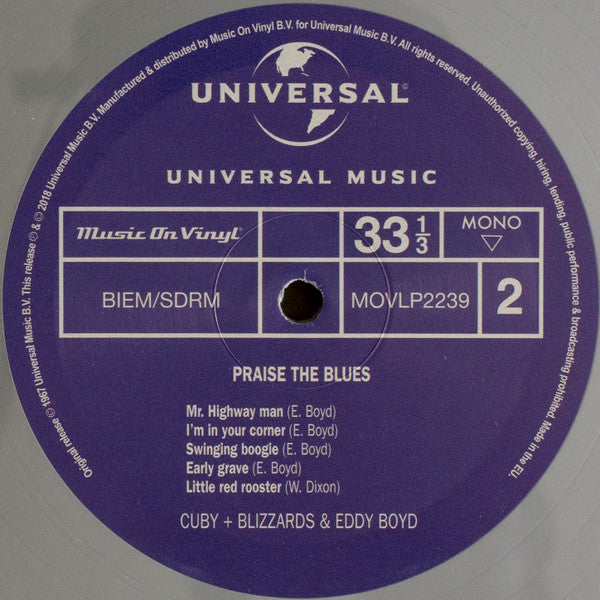 Original release ℗ 1967 Universal Music B.V. This release ℗ & © 2018 Universal Music B.V. Manufactured & distributed by Music On Vinyl B.V. for Universal Music B.V. All rights reserved. Unauthorized copying, hiring, lending, public performance & broadcasting prohibited. Made in the EU.
UNIVERSAL®
UNIVERSAL MUSIC
Music On Vinyl® 33 1/3 MONO ▽
BIEM/SDRM MOVLP2239 2
PRAISE THE BLUES
Mr. Highway man (E. Boyd)
I'm in your corner (E. Boyd)
Swinging boogie (E. Boyd)
Early grave (E. Boyd)
Little red rooster (W. Dixon)
CUBY + BLIZZARDS & EDDY BOYD